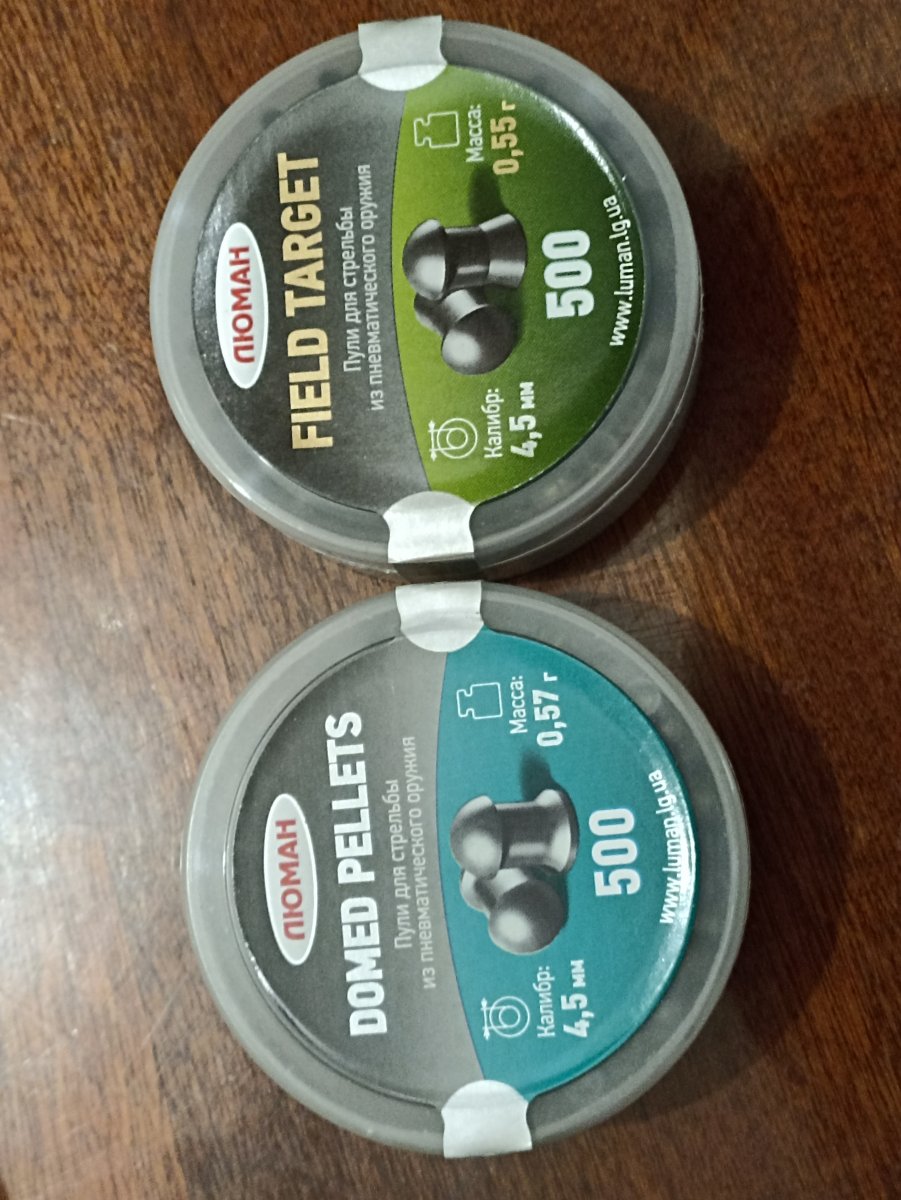 ЛЮМАН
FIELD TARGET
Пули для стрельбы
из пневматического оружия
Калибр:
4,5 мм
Масса:
0,55 г
500
www.luman.lg.ua
ЛЮМАН
DOMED PELLETS
Пули для стрельбы
из пневматического оружия
Калибр:
4,5 мм
Масса:
0,57 г
500
www.luman.lg.ua